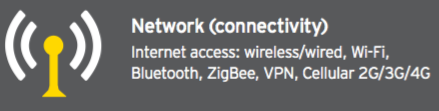 Network (connectivity)
Internet access: wireless/wired, Wi-Fi,
Bluetooth, ZigBee, VPN, Cellular 2G/3G/4G